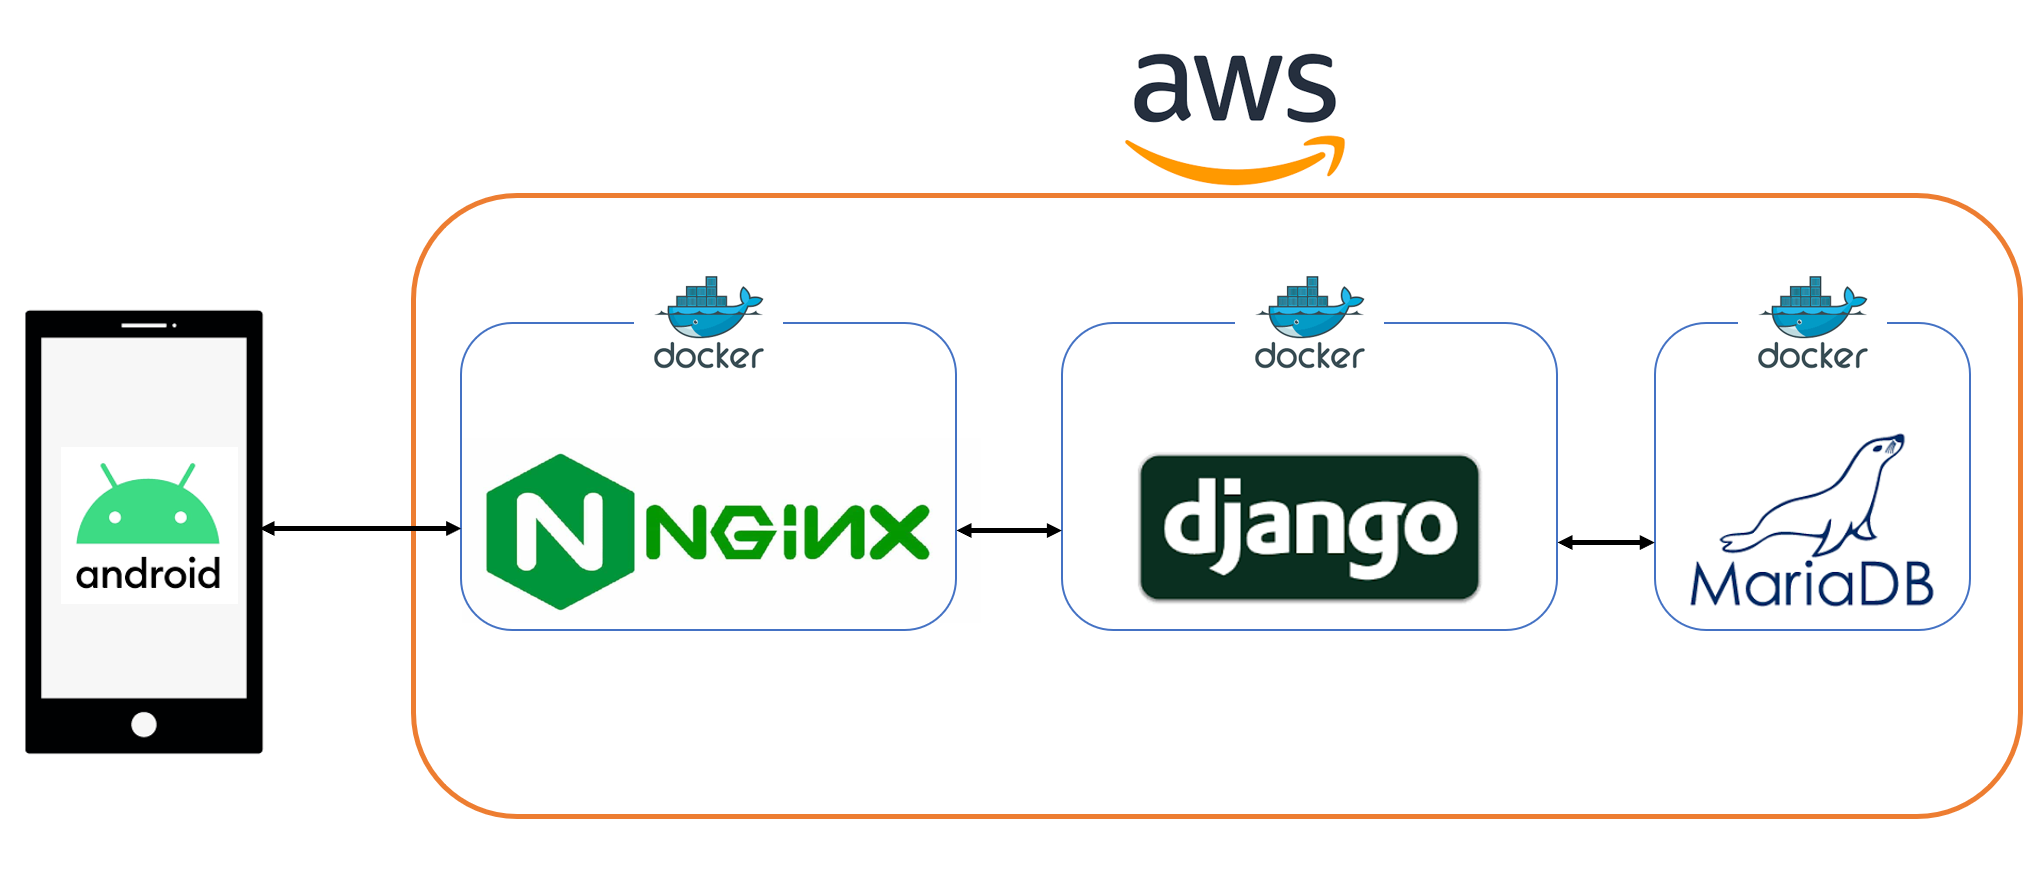 aws
docker
docker
docker
android
N NGINX
django
MariaDB